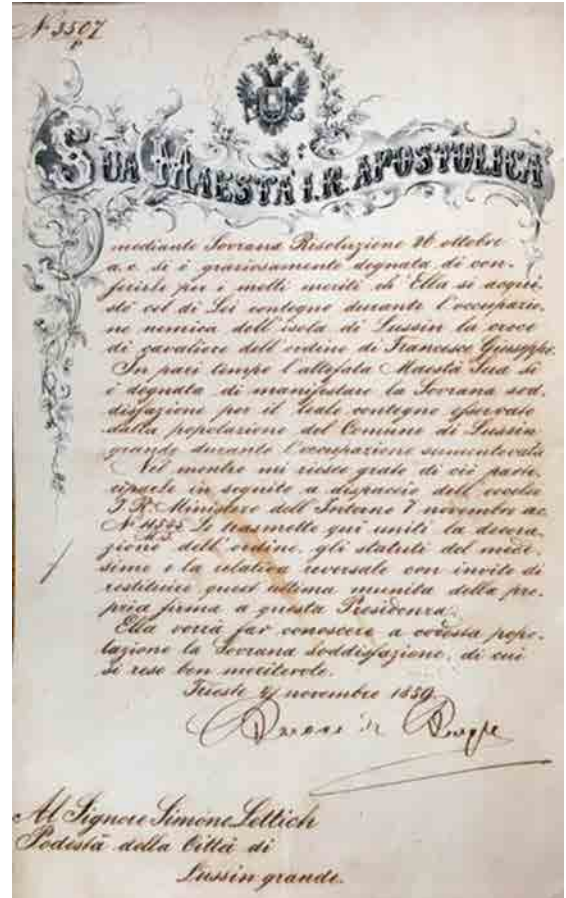 N. 3507
P
SUA MAESTÀ I.R. APOSTOLICA
mediante Sovrana Risoluzione 26 ottobre
a.c. si è graziosamente degnata di con-
ferirle per i molti meriti ch'Ella si acqui-
stò col di Lei contegno durante l'occupazio-
ne nemica dell'isola di Lussin la croce
di cavaliere dell'ordine di Francesco Giuseppe.
In pari tempo l'altefata Maestà Sua si
è degnata di manifestare la Sovrana sod-
disfazione per il leale contegno osservato
dalla popolazione del Comune di Lussin
grande durante l'occupazione summentovata
Nel mentre mi riesce grato di ciò parte-
ciparle in seguito a dispaccio dell'eccelso
I. R. Ministero dell'Interno 7 novembre a.c.
N. Le trasmetto qui uniti la decora-
zione dell'ordine, gli statuti del mede-
simo e la relativa reversale con invito di
restituire quest'ultima munita della pro-
pria firma a questa Presidenza.
Ella vorrà far conoscere a codesta popo-
lazione la Sovrana soddisfazione, di cui
si rese ben meritevole.
Trieste novembre 1859.
Al Signore Simone Lettich
Podestà della Città di
Lussin grande.